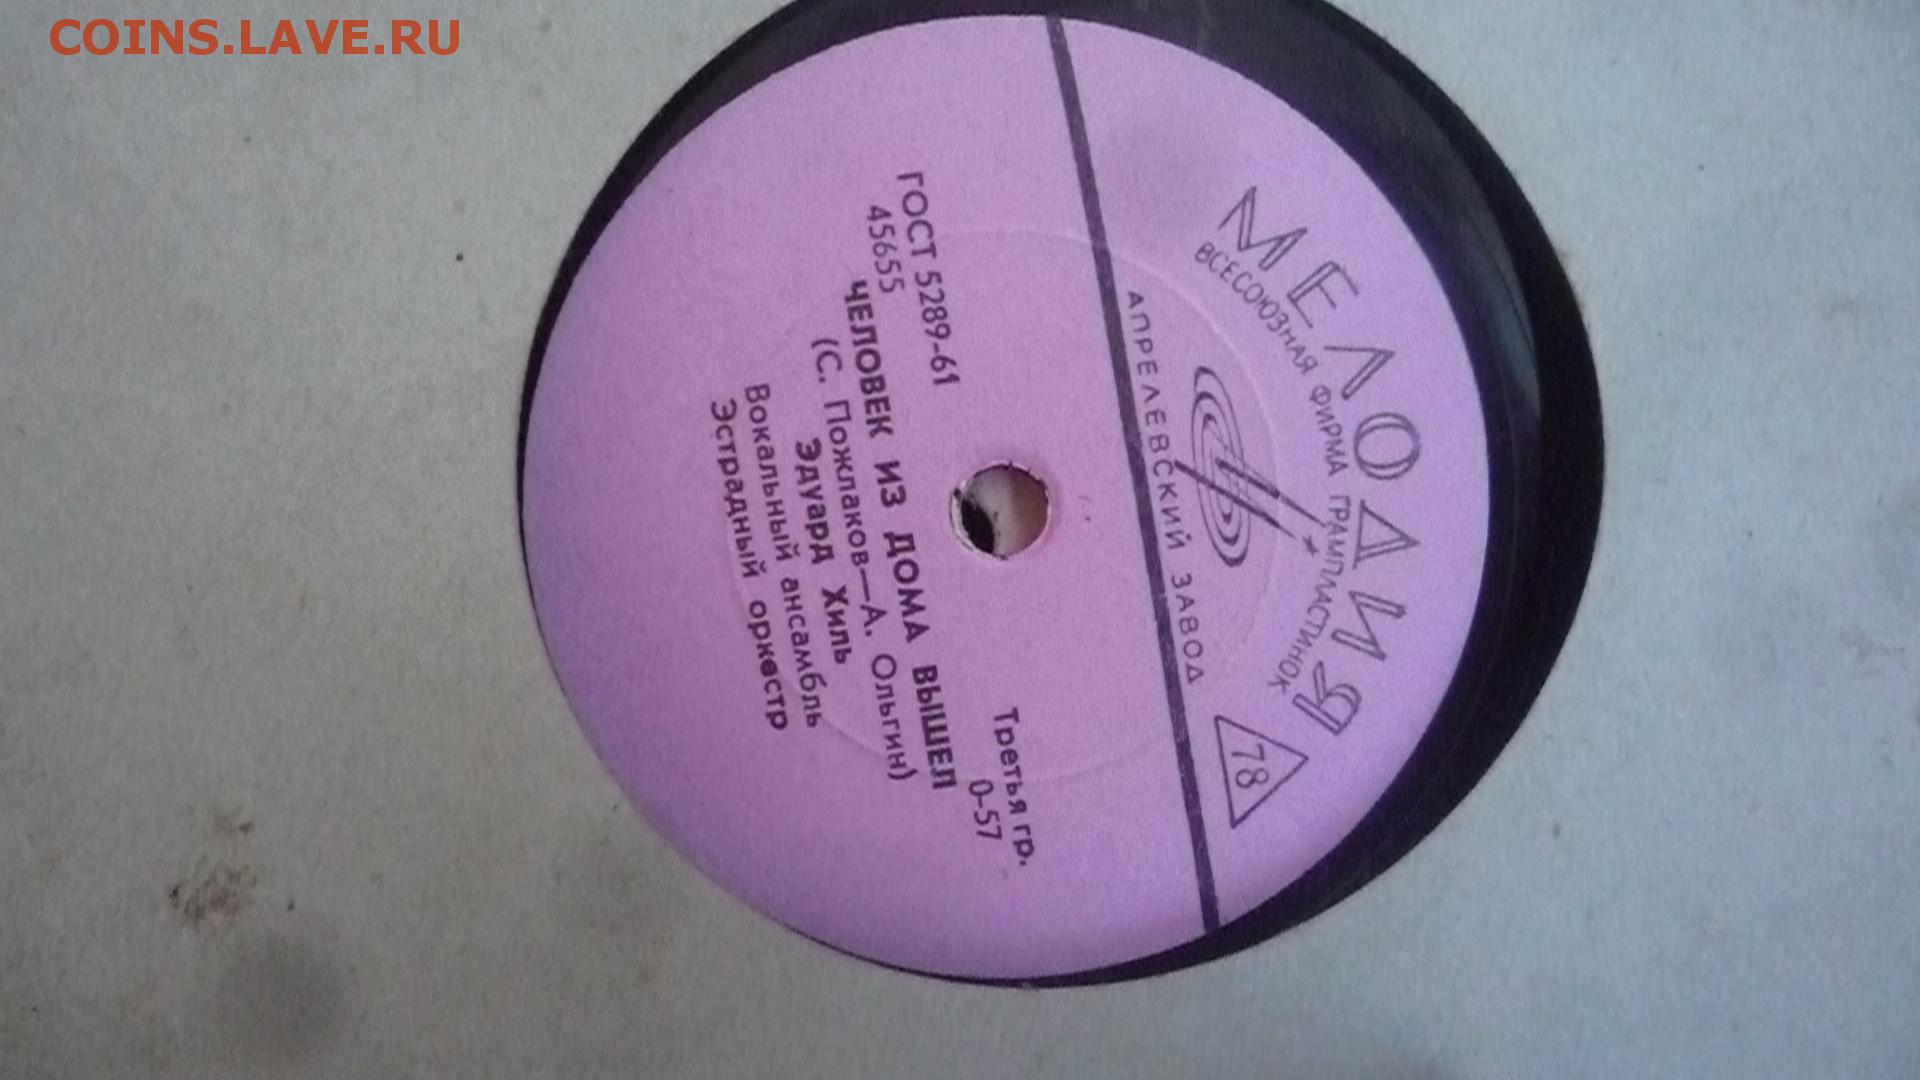 COINS.LAVE.RU
МЕЛОДИЯ
ВСЕСОЮЗНАЯ ФИРМА ГРАМПЛАСТИНОК
78
АПРЕЛЕВСКИЙ ЗАВОД
ГОСТ 5289-61
Третья гр.
45655
0-57
ЧЕЛОВЕК ИЗ ДОМА ВЫШЕЛ
(С. Пожлаков—А. Ольгин)
Эдуард Хиль
Вокальный ансамбль
Эстрадный оркестр